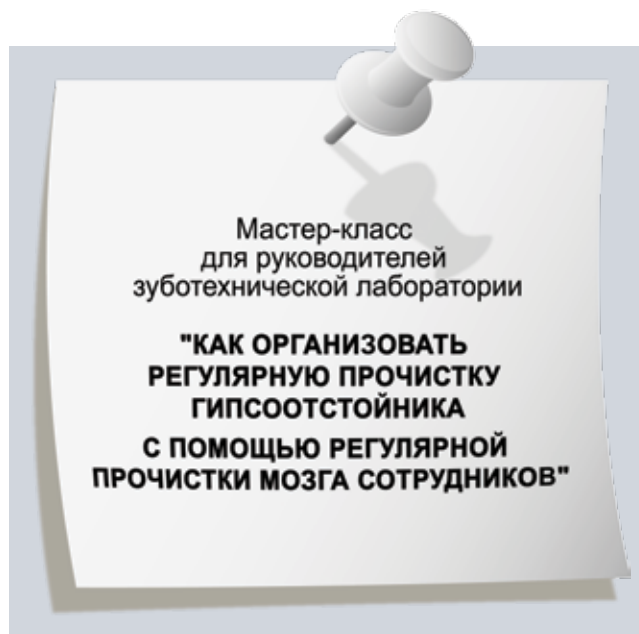 Мастер-класс
для руководителей
зуботехнической лаборатории
"КАК ОРГАНИЗОВАТЬ
РЕГУЛЯРНУЮ ПРОЧИСТКУ
ГИПСООТСТОЙНИКА
С ПОМОЩЬЮ РЕГУЛЯРНОЙ
ПРОЧИСТКИ МОЗГА СОТРУДНИКОВ"